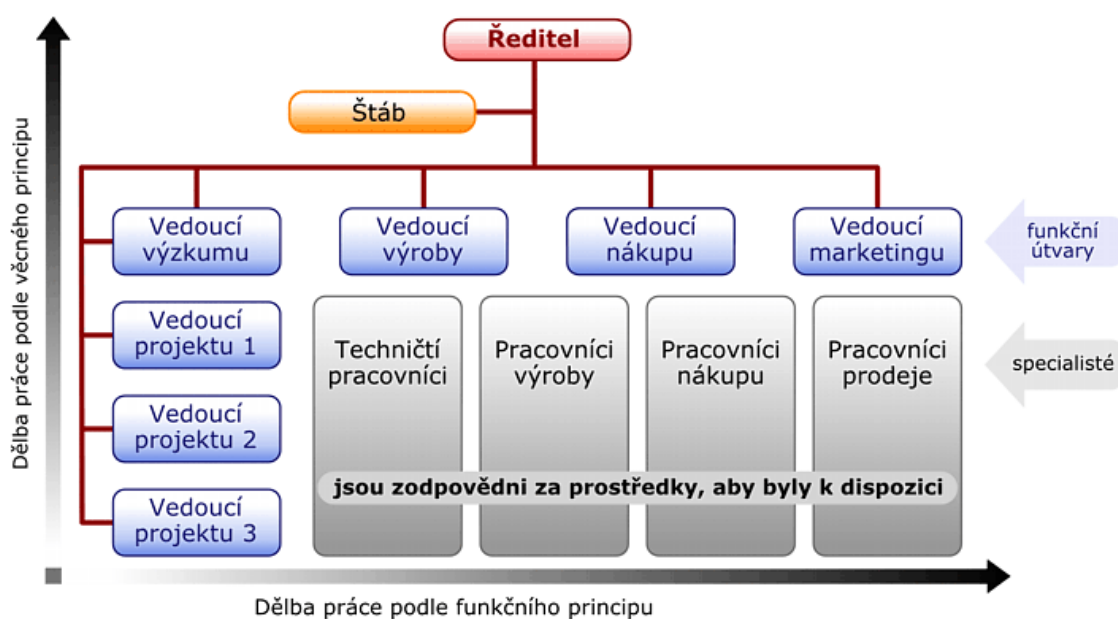 Ředitel
Štáb
Dělba práce podle věcného principu
Vedoucí
výzkumu
Vedoucí
výroby
Vedoucí
nákupu
Vedoucí
marketingu
funkční
útvary
Vedoucí
projektu 1
Techničtí
pracovníci
Pracovníci
výroby
Pracovníci
nákupu
Pracovníci
prodeje
specialisté
Vedoucí
projektu 2
jsou zodpovědni za prostředky, aby byly k dispozici
Vedoucí
projektu 3
Dělba práce podle funkčního principu